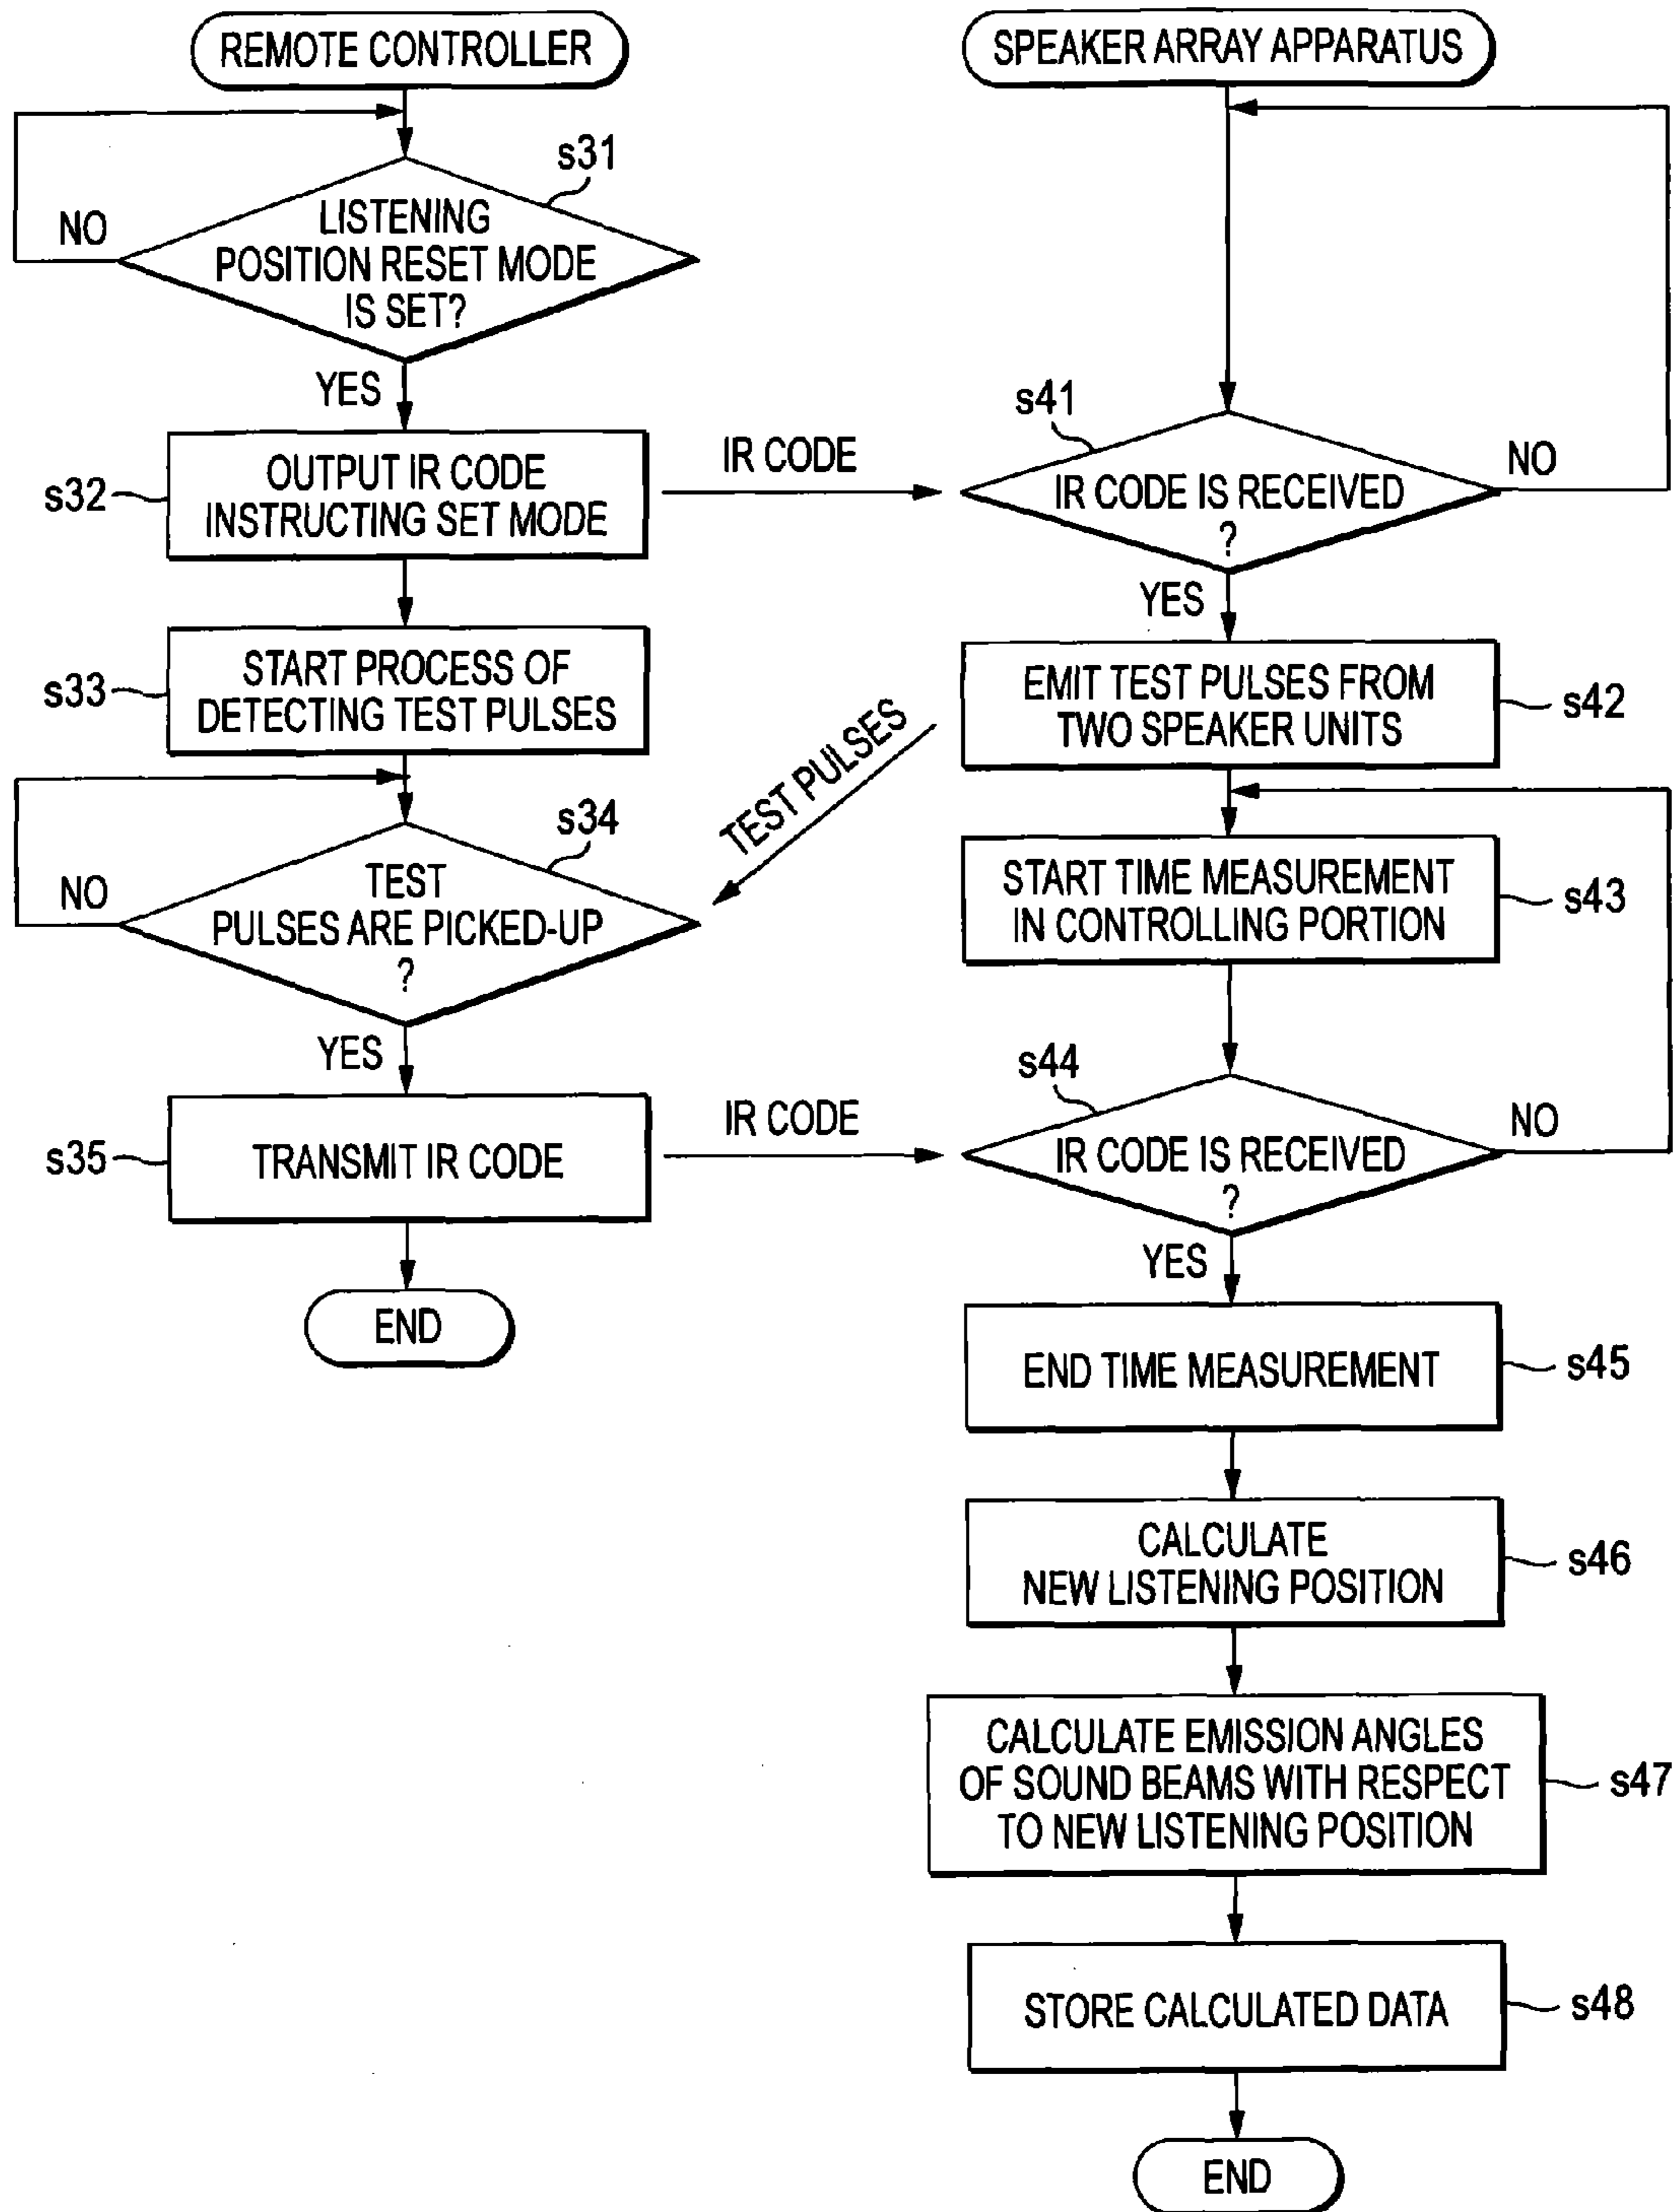 REMOTE CONTROLLER
s31
LISTENING
POSITION RESET MODE
IS SET?
NO
YES
s32
OUTPUT IR CODE
INSTRUCTING SET MODE
IR CODE
s33
START PROCESS OF
DETECTING TEST PULSES
TEST PULSES
s34
TEST
PULSES ARE PICKED-UP
?
NO
YES
s35
TRANSMIT IR CODE
IR CODE
END
SPEAKER ARRAY APPARATUS
s41
IR CODE IS RECEIVED
?
NO
YES
EMIT TEST PULSES FROM
TWO SPEAKER UNITS
s42
START TIME MEASUREMENT
IN CONTROLLING PORTION
s43
s44
IR CODE IS RECEIVED
?
NO
YES
END TIME MEASUREMENT
s45
CALCULATE
NEW LISTENING POSITION
s46
CALCULATE EMISSION ANGLES
OF SOUND BEAMS WITH RESPECT
TO NEW LISTENING POSITION
s47
STORE CALCULATED DATA
s48
END